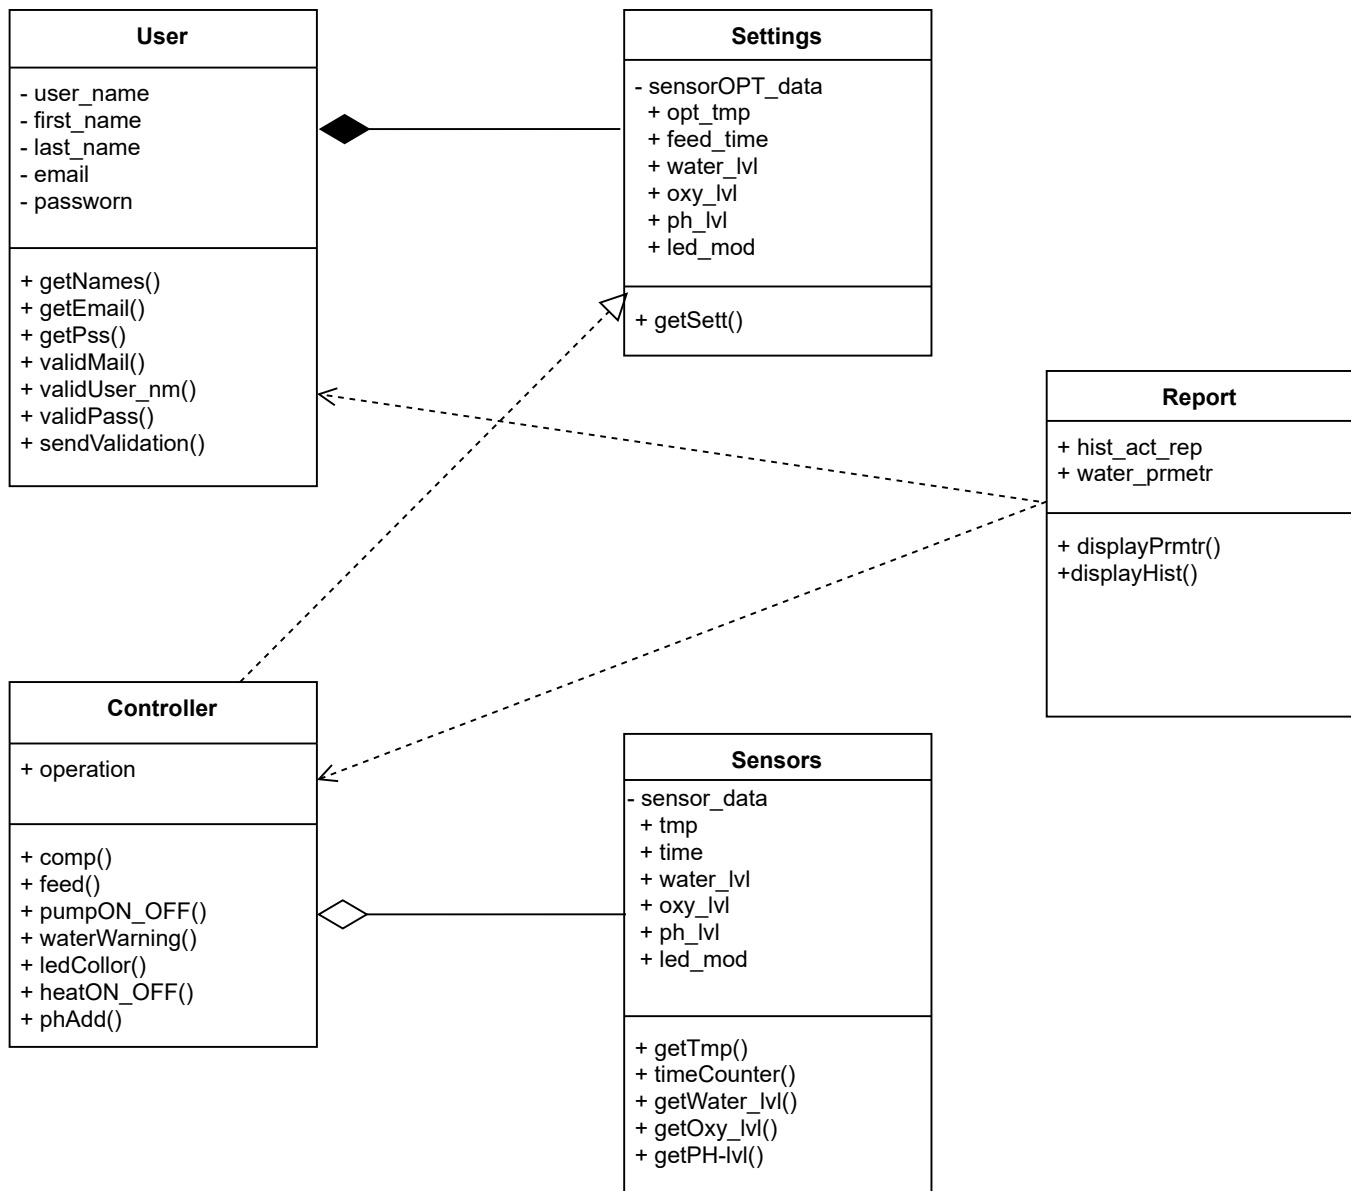 User
- user_name
- first_name
- last_name
- email
- passworn
+ getNames()
+ getEmail()
+ getPss()
+ validMail()
+ validUser_nm()
+ validPass()
+ sendValidation()
Settings
- sensorOPT_data
+ opt_tmp
+ feed_time
+ water_lvl
+ oxy_lvl
+ ph_lvl
+ led_mod
+ getSett()
Report
+ hist_act_rep
+ water_prmetr
+ displayPrmtr()
+displayHist()
Controller
+ operation
+ comp()
+ feed()
+ pumpON_OFF()
+ waterWarning()
+ ledCollor()
+ heatON_OFF()
+ phAdd()
Sensors
- sensor_data
+ tmp
+ time
+ water_lvl
+ oxy_lvl
+ ph_lvl
+ led_mod
+ getTmp()
+ timeCounter()
+ getWater_lvl()
+ getOxy_lvl()
+ getPH-lvl()